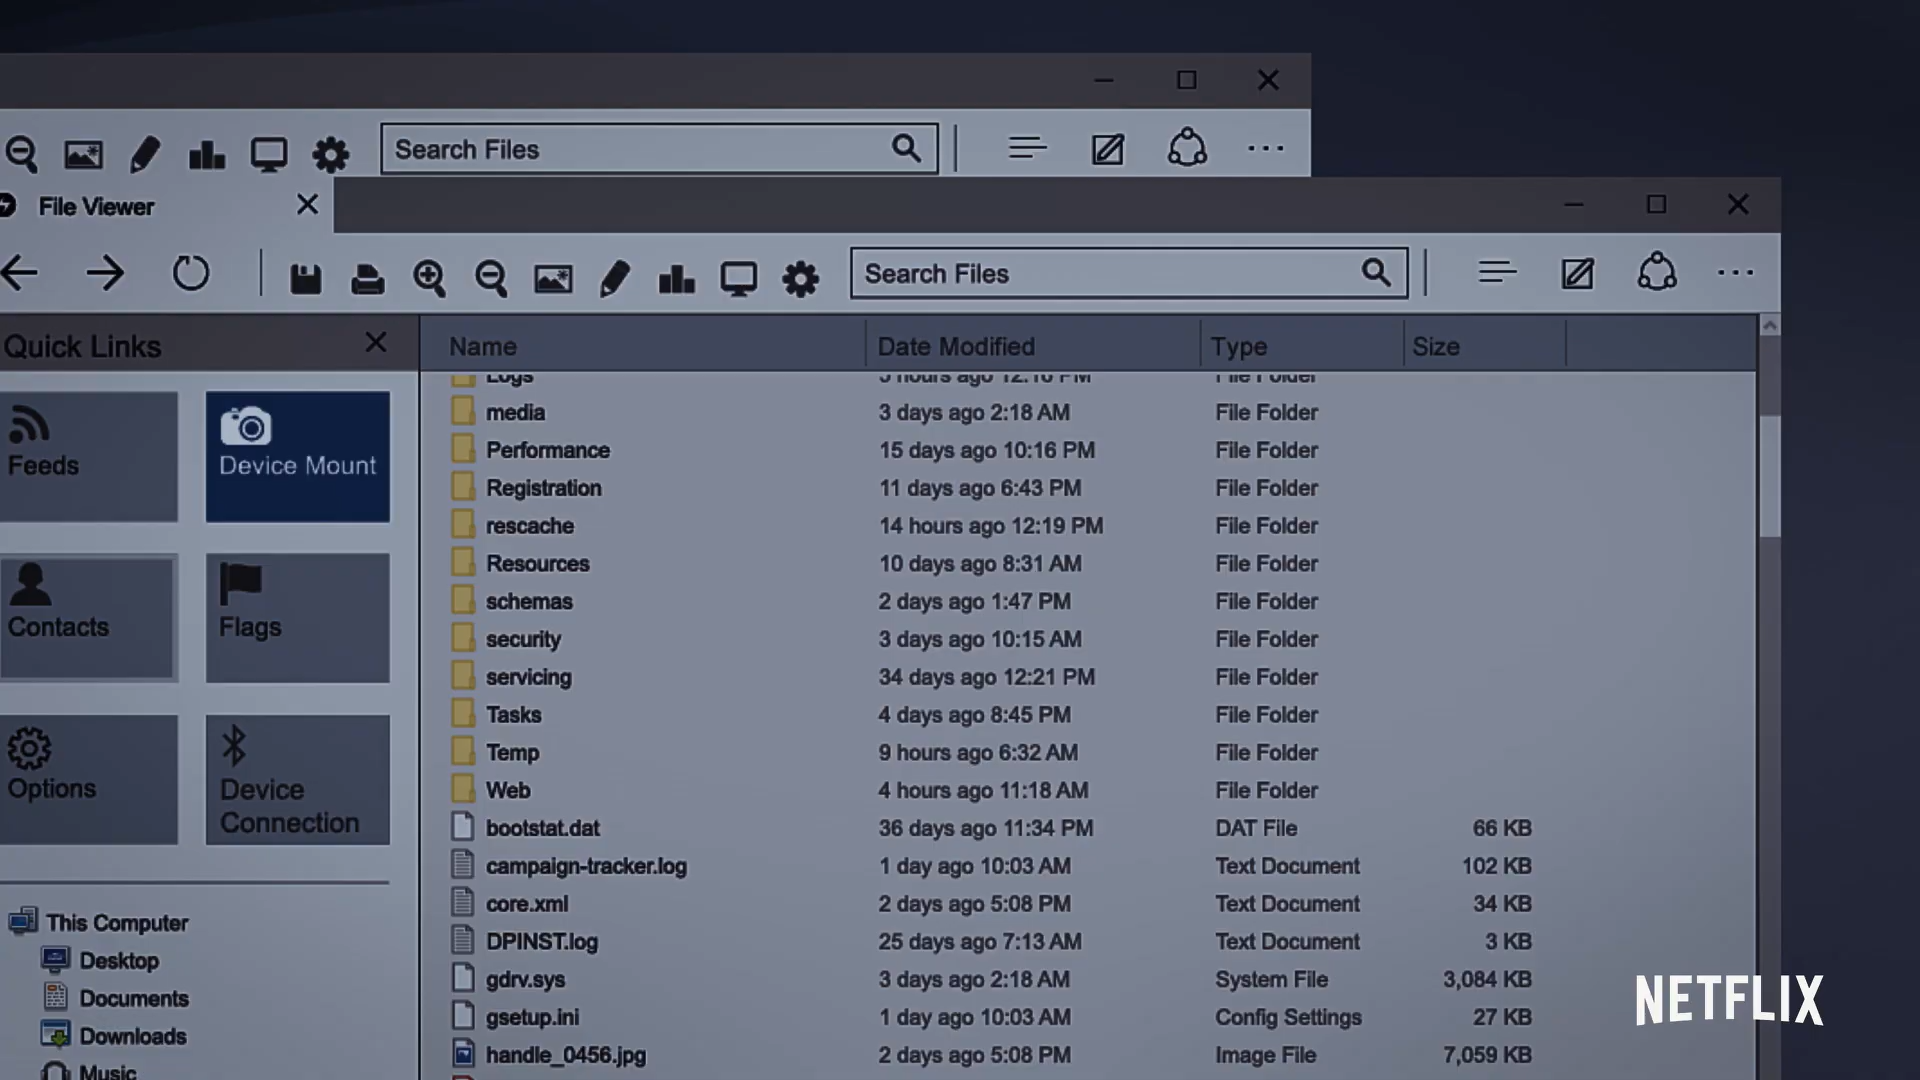 Search Files
File Viewer
Search Files
Quick Links
Name Date Modified Type Size
Logs 5 hours ago 12:16 PM File Folder
media 3 days ago 2:18 AM File Folder
Performance 15 days ago 10:16 PM File Folder
Registration 11 days ago 6:43 PM File Folder
rescache 14 hours ago 12:19 PM File Folder
Resources 10 days ago 8:31 AM File Folder
schemas 2 days ago 1:47 PM File Folder
security 3 days ago 10:15 AM File Folder
servicing 34 days ago 12:21 PM File Folder
Tasks 4 days ago 8:45 PM File Folder
Temp 9 hours ago 6:32 AM File Folder
Web 4 hours ago 11:18 AM File Folder
bootstat.dat 36 days ago 11:34 PM DAT File 66 KB
campaign-tracker.log 1 day ago 10:03 AM Text Document 102 KB
core.xml 2 days ago 5:08 PM Text Document 34 KB
DPINST.log 25 days ago 7:13 AM Text Document 3 KB
gdrv.sys 3 days ago 2:18 AM System File 3,084 KB
gsetup.ini 1 day ago 10:03 AM Config Settings 27 KB
handle_0456.jpg 2 days ago 5:08 PM Image File 7,059 KB
Feeds
Device Mount
Contacts
Flags
Options
Device
Connection
This Computer
Desktop
Documents
Downloads
Music
NETFLIX